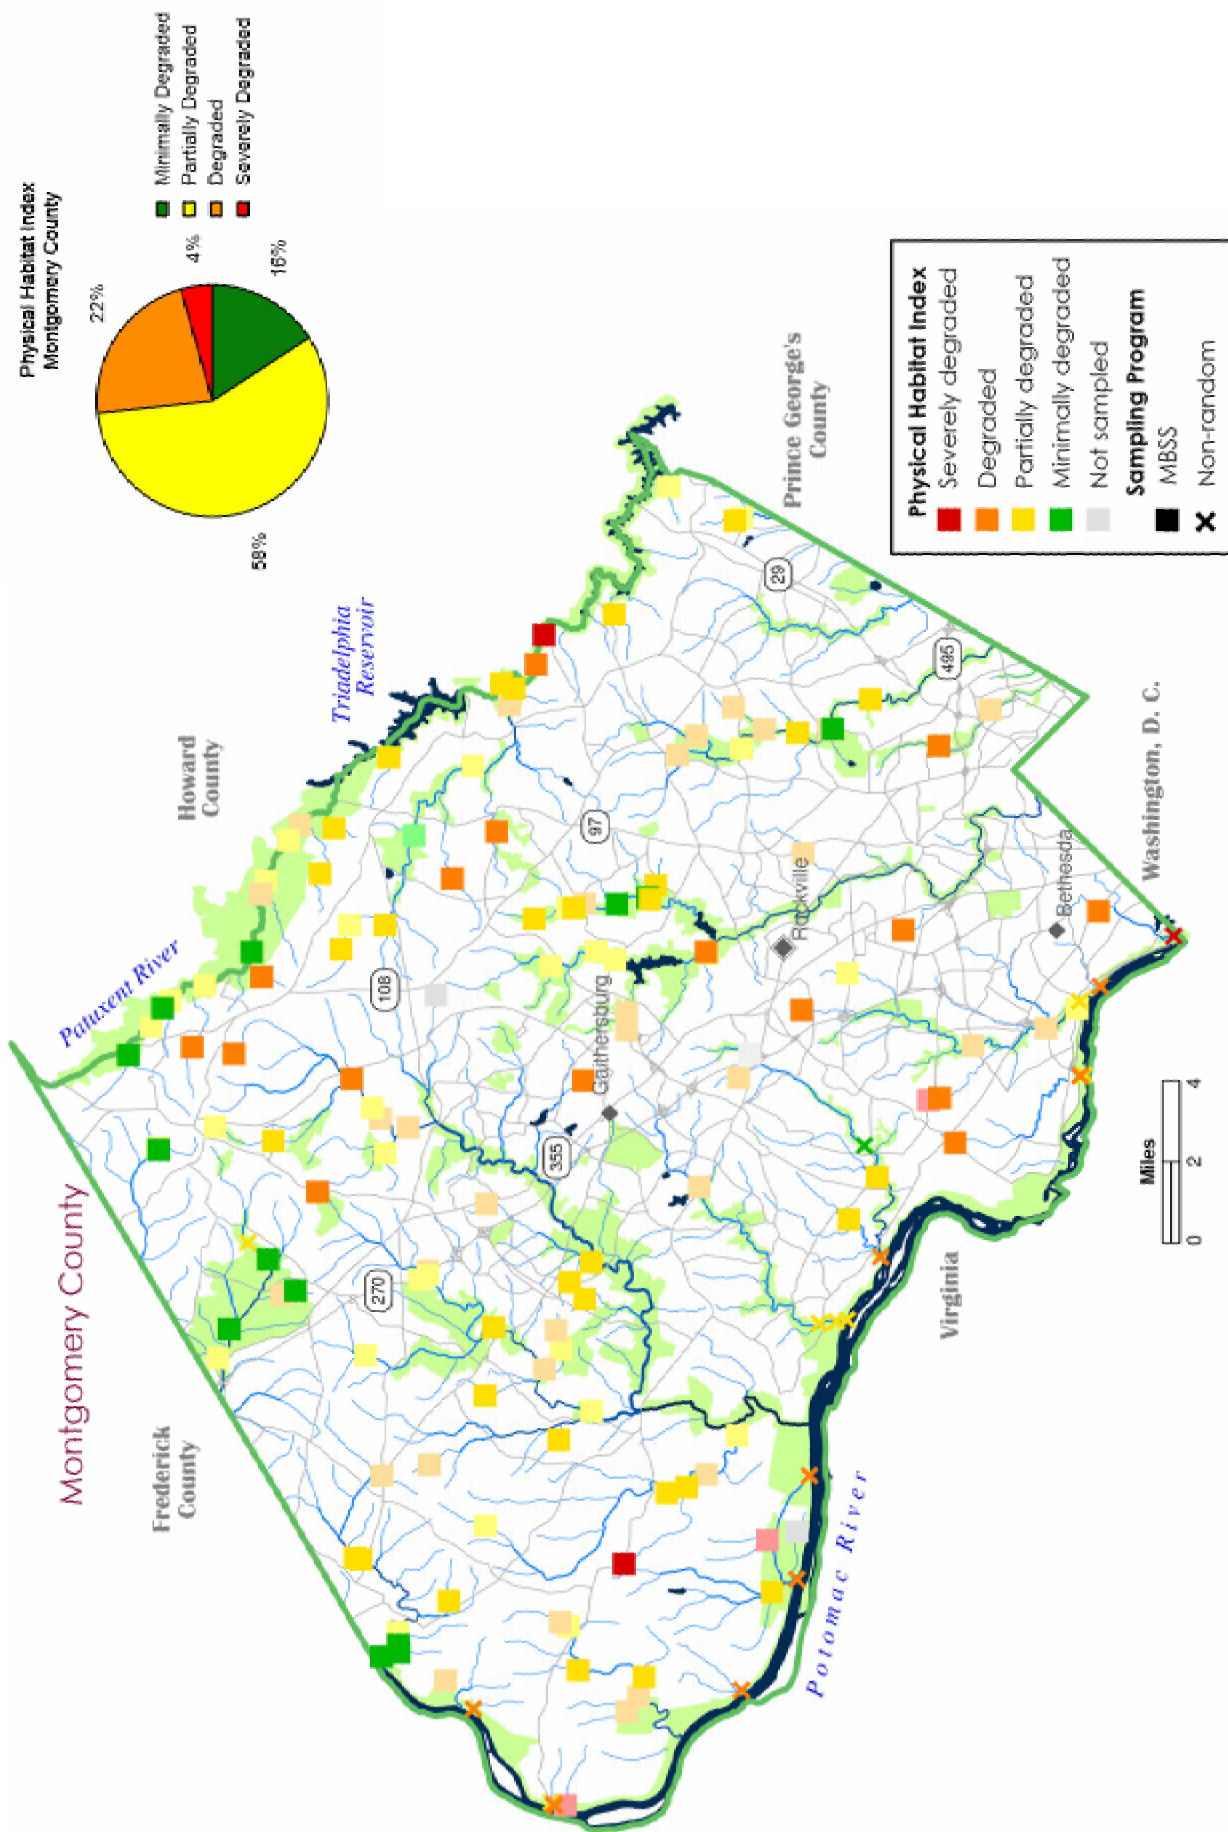 Montgomery County
Physical Habitat Index
Montgomery County
22%
4%
16%
58%
Minimally Degraded
Partially Degraded
Degraded
Severely Degraded
Frederick
County
Howard
County
Prince George's
County
Washington, D. C.
Virginia
Patuxent River
Triadelphia
Reservoir
Potomac River
270
355
108
97
29
495
Gaithersburg
Rockville
Bethesda
Miles
0 2 4
Physical Habitat Index
Severely degraded
Degraded
Partially degraded
Minimally degraded
Not sampled
Sampling Program
MBSS
Non-random